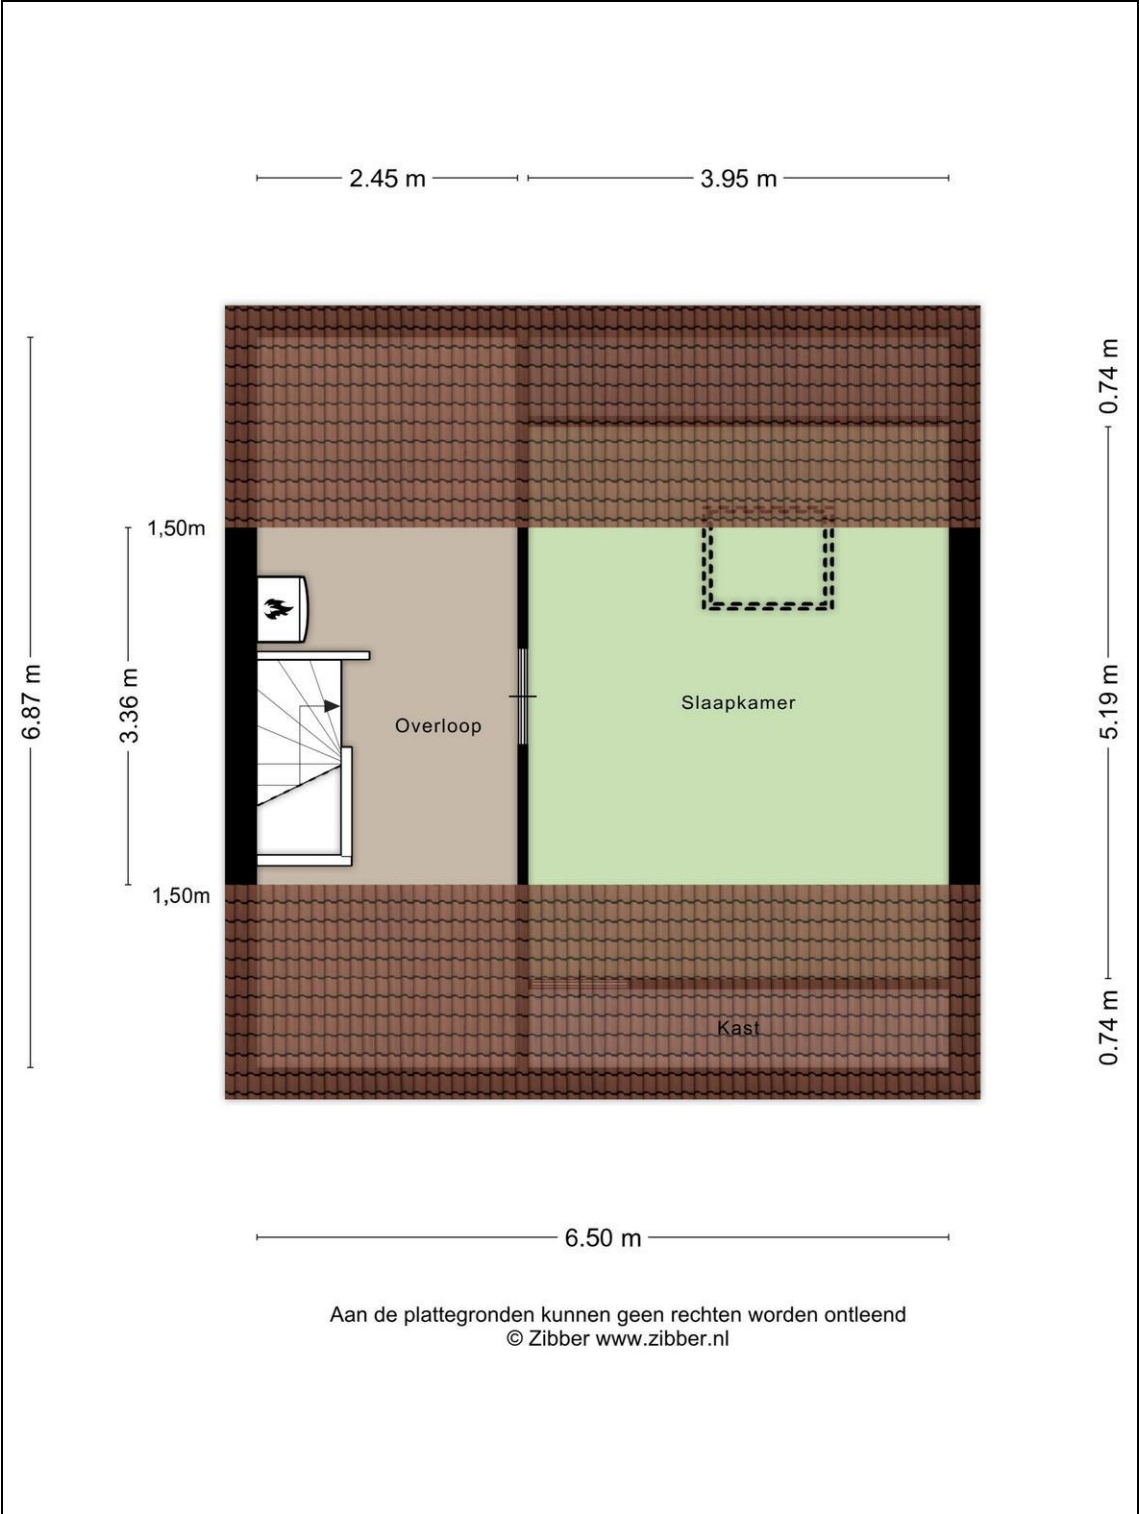 2.45 m
3.95 m
0.74 m
1,50m
6.87 m
3.36 m
5.19 m
Slaapkamer
Overloop
1,50m
0.74 m
Kast
6.50 m
Aan de plattegronden kunnen geen rechten worden ontleend
© Zibber www.zibber.nl